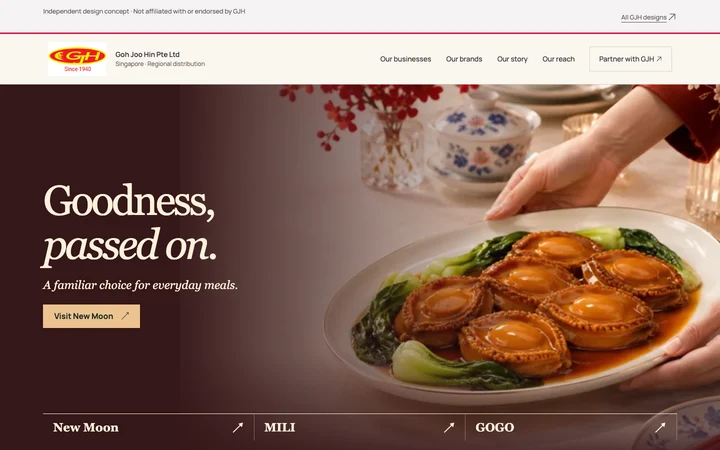 Independent design concept · Not affiliated with or endorsed by GJH
All GJH designs
GJH
Since 1940
Goh Joo Hin Pte Ltd
Singapore · Regional distribution
Our businesses
Our brands
Our story
Our reach
Partner with GJH
Goodness,
passed on.
A familiar choice for everyday meals.
Visit New Moon
New Moon
MILI
GOGO